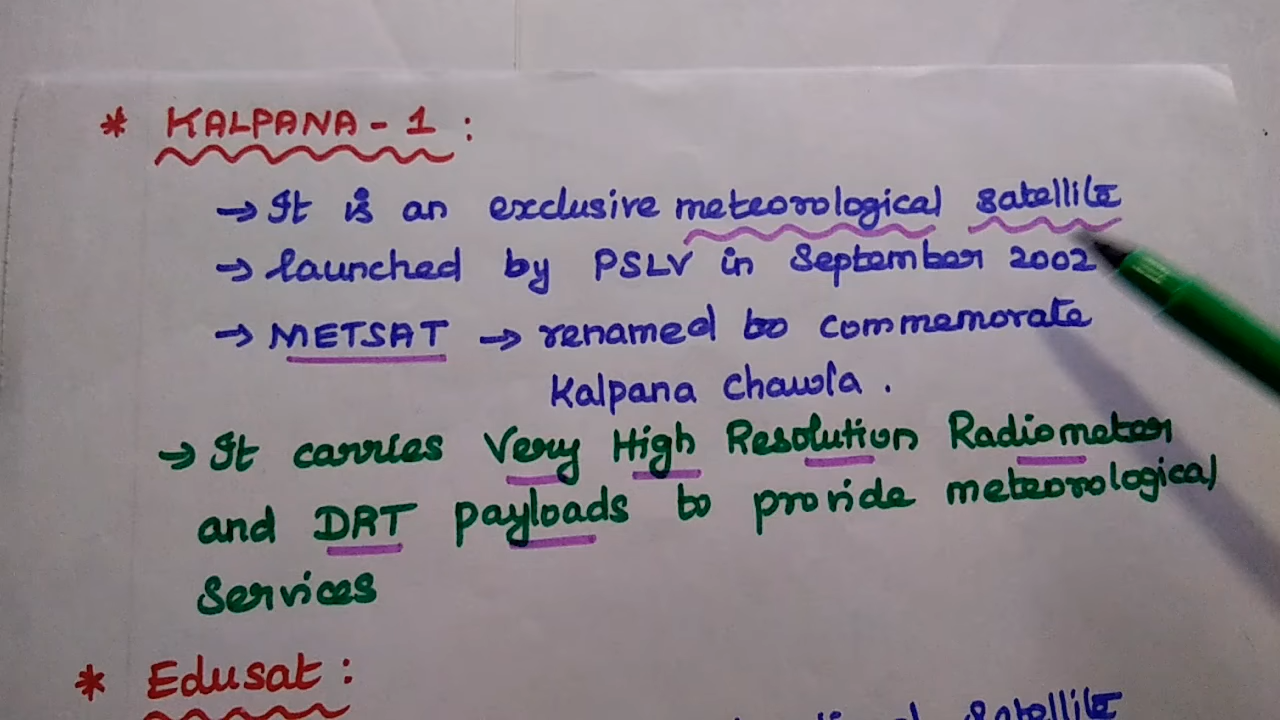 * KALPANA - 1 :
→ It is an exclusive meteorological satellite
→ launched by PSLV in September 2002
→ METSAT → renamed to commemorate
Kalpana Chawla .
→ It carries Very High Resolution Radiometer
and DRT payloads to provide meteorological
Services
* Edusat :
satellite